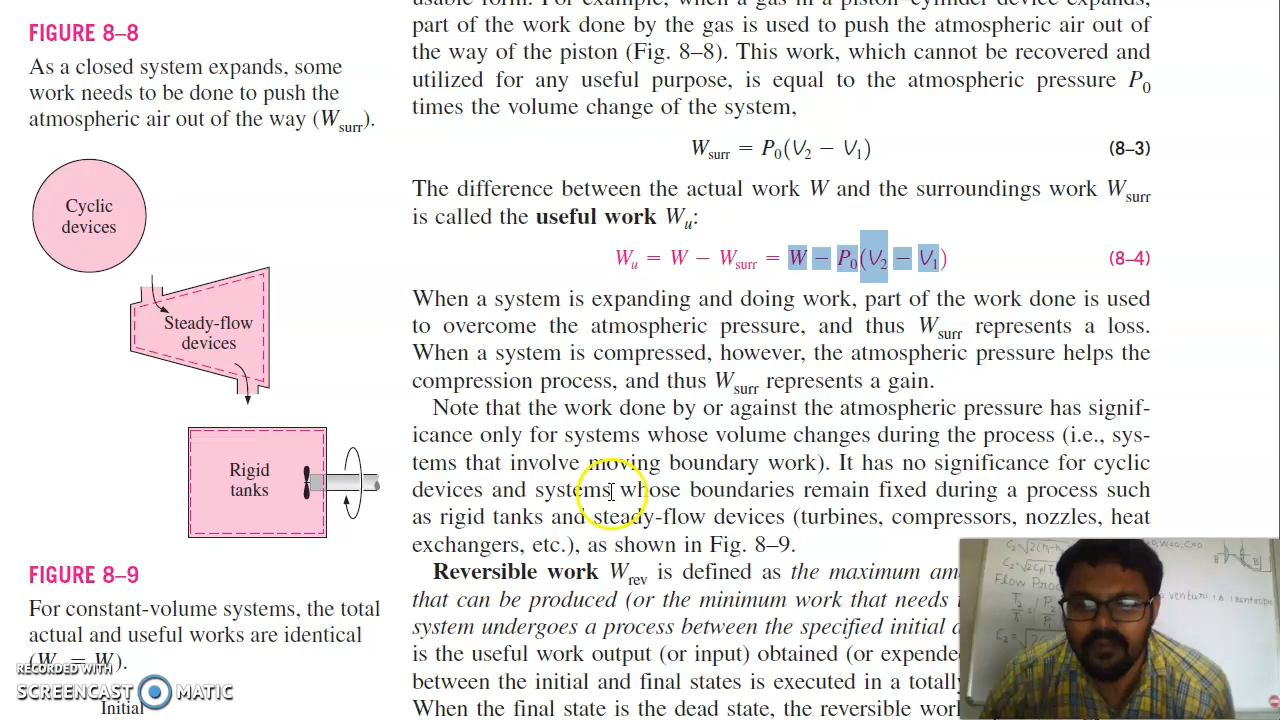 FIGURE 8–8
As a closed system expands, some
work needs to be done to push the
atmospheric air out of the way (Wsurr).
Cyclic
devices
Steady-flow
devices
Rigid
tanks
FIGURE 8–9
For constant-volume systems, the total
actual and useful works are identical
(Wu = W).
RECORDED WITH
SCREENCAST MATIC
Initial
part of the work done by the gas is used to push the atmospheric air out of
the way of the piston (Fig. 8–8). This work, which cannot be recovered and
utilized for any useful purpose, is equal to the atmospheric pressure P0
times the volume change of the system,
Wsurr = P0(V2 − V1) (8–3)
The difference between the actual work W and the surroundings work Wsurr
is called the useful work Wu:
Wu = W − Wsurr = W − P0(V2 − V1) (8–4)
When a system is expanding and doing work, part of the work done is used
to overcome the atmospheric pressure, and thus Wsurr represents a loss.
When a system is compressed, however, the atmospheric pressure helps the
compression process, and thus Wsurr represents a gain.
Note that the work done by or against the atmospheric pressure has signif-
icance only for systems whose volume changes during the process (i.e., sys-
tems that involve moving boundary work). It has no significance for cyclic
devices and systems whose boundaries remain fixed during a process such
as rigid tanks and steady-flow devices (turbines, compressors, nozzles, heat
exchangers, etc.), as shown in Fig. 8–9.
Reversible work Wrev is defined as the maximum am
that can be produced (or the minimum work that needs
system undergoes a process between the specified initial
is the useful work output (or input) obtained (or expende
between the initial and final states is executed in a totall
When the final state is the dead state, the reversible wor
Flow Pro
venturi is isentropic